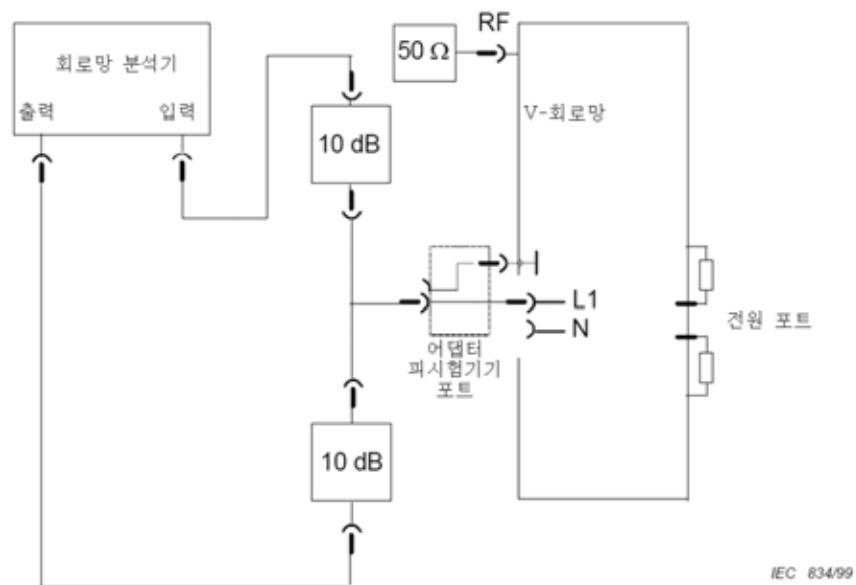 회로망 분석기
출력
입력
10 dB
50 Ω
RF
V-회로망
L1
N
어댑터
피시험기기
포트
전원 포트
10 dB
IEC 834/99